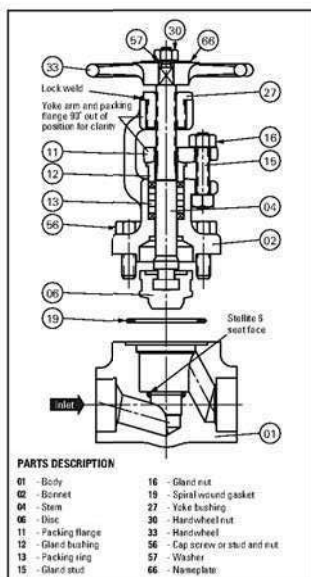 57
30
66
33
Lock weld
Yoke arm and packing
flange 90° out of
position for clarity
27
16
11
15
12
13
04
56
02
06
19
Stellite 6
seat face
Inlet
01
PARTS DESCRIPTION
01 - Body
02 - Bonnet
04 - Stem
06 - Disc
11 - Packing flange
12 - Gland bushing
13 - Packing ring
15 - Gland stud
16 - Gland nut
19 - Spiral wound gasket
27 - Yoke bushing
30 - Handwheel nut
33 - Handwheel
56 - Cap screw or stud and nut
57 - Washer
66 - Nameplate